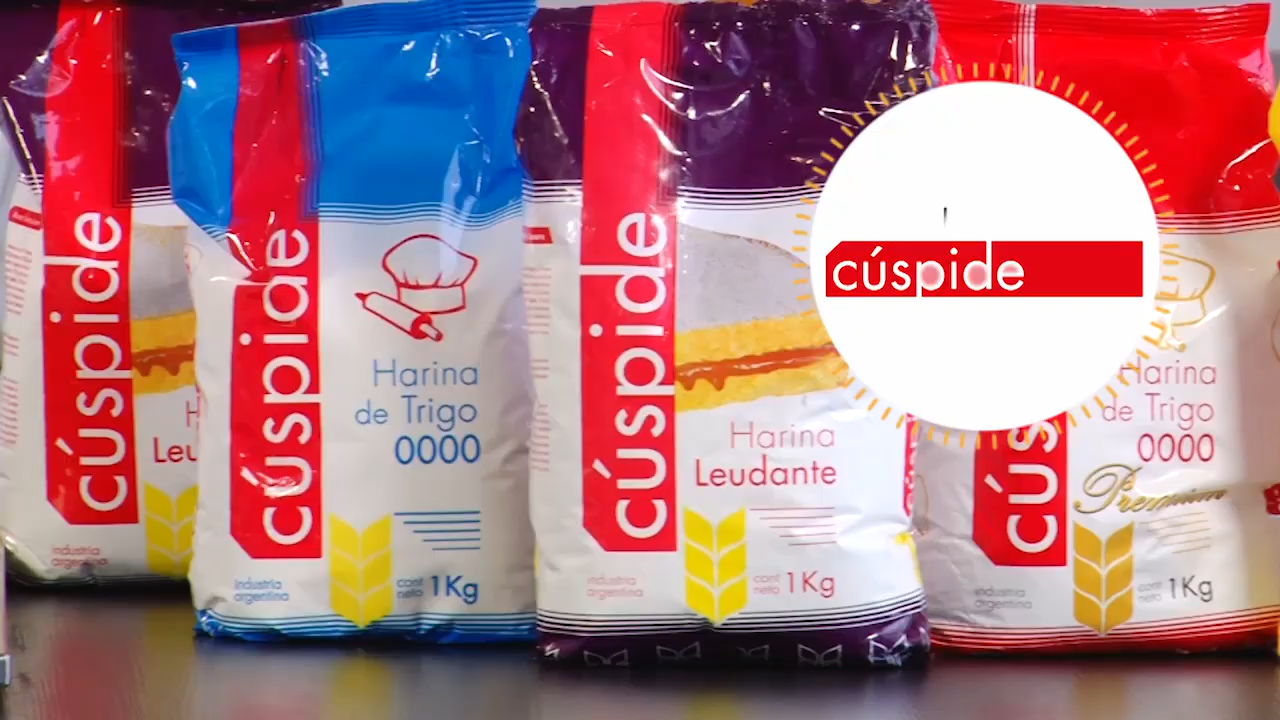 cúspide
H
Leu
industria
argentina
cúspide
Harina
de Trigo
0000
industria
argentina
cont
neto 1Kg
cúspide
Harina
Leudante
industria
argentina
cont
neto 1Kg
cúspide
cús
Harina
de Trigo
0000
Premium
industria
argentina
cont
neto 1Kg